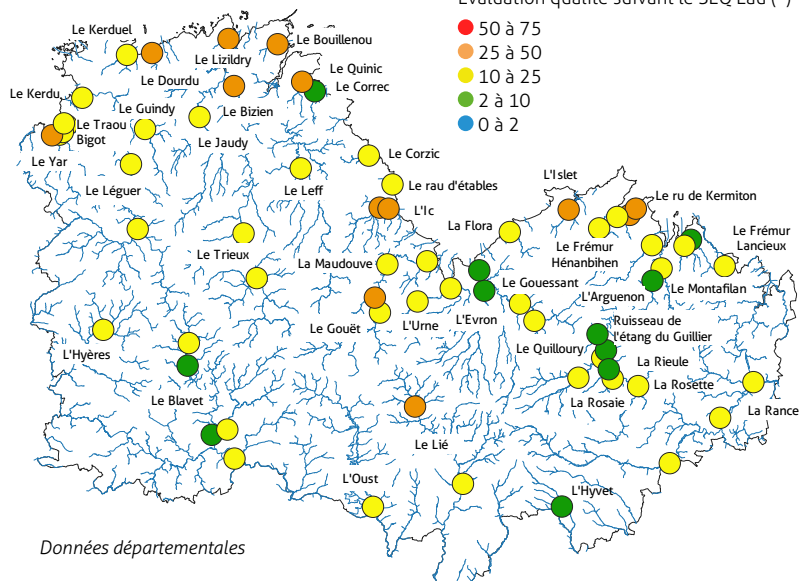 Evaluation qualité suivant le SEQ Eau (*)
50 à 75
25 à 50
10 à 25
2 à 10
0 à 2
Le Kerduel
Le Lizildry
Le Bouillenou
Le Dourdu
Le Quinic
Le Correc
Le Kerdu
Le Guindy
Le Bizien
Le Traou
Bigot
Le Jaudy
Le Yar
Le Léguer
Le Leff
Le Corzic
Le rau d'étables
L'Ic
L'Islet
Le ru de Kermiton
La Flora
Le Frémur
Hénanbihen
Le Frémur
Lancieux
Le Trieux
La Maudouve
Le Gouessant
L'Arguenon
Le Montafilan
Le Gouët
L'Urne
L'Evron
Ruisseau de
l'étang du Guillier
L'Hyères
Le Quilloury
La Rieule
La Rosette
La Rosaie
La Rance
Le Blavet
Le Lié
L'Oust
L'Hyvet
Données départementales